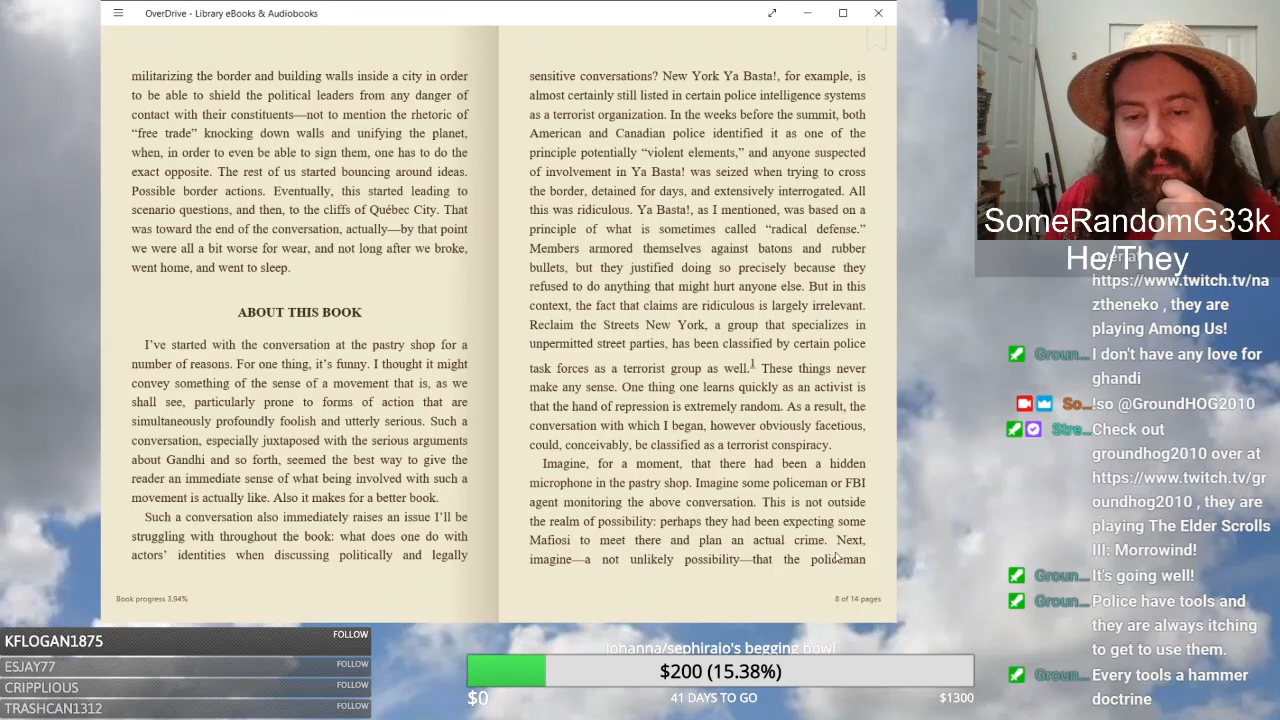 OverDrive - Library eBooks & Audiobooks
militarizing the border and building walls inside a city in order
to be able to shield the political leaders from any danger of
contact with their constituents—not to mention the rhetoric of
“free trade” knocking down walls and unifying the planet,
when, in order to even be able to sign them, one has to do the
exact opposite. The rest of us started bouncing around ideas.
Possible border actions. Eventually, this started leading to
scenario questions, and then, to the cliffs of Québec City. That
was toward the end of the conversation, actually—by that point
we were all a bit worse for wear, and not long after we broke,
went home, and went to sleep.
ABOUT THIS BOOK
I’ve started with the conversation at the pastry shop for a
number of reasons. For one thing, it’s funny. I thought it might
convey something of the sense of a movement that is, as we
shall see, particularly prone to forms of action that are
simultaneously profoundly foolish and utterly serious. Such a
conversation, especially juxtaposed with the serious arguments
about Gandhi and so forth, seemed the best way to give the
reader an immediate sense of what being involved with such a
movement is actually like. Also it makes for a better book.
Such a conversation also immediately raises an issue I’ll be
struggling with throughout the book: what does one do with
actors’ identities when discussing politically and legally
Book progress 3.94%
sensitive conversations? New York Ya Basta!, for example, is
almost certainly still listed in certain police intelligence systems
as a terrorist organization. In the weeks before the summit, both
American and Canadian police identified it as one of the
principle potentially “violent elements,” and anyone suspected
of involvement in Ya Basta! was seized when trying to cross
the border, detained for days, and extensively interrogated. All
this was ridiculous. Ya Basta!, as I mentioned, was based on a
principle of what is sometimes called “radical defense.”
Members armored themselves against batons and rubber
bullets, but they justified doing so precisely because they
refused to do anything that might hurt anyone else. But in this
context, the fact that claims are ridiculous is largely irrelevant.
Reclaim the Streets New York, a group that specializes in
unpermitted street parties, has been classified by certain police
task forces as a terrorist group as well.1 These things never
make any sense. One thing one learns quickly as an activist is
that the hand of repression is extremely random. As a result, the
conversation with which I began, however obviously facetious,
could, conceivably, be classified as a terrorist conspiracy.
Imagine, for a moment, that there had been a hidden
microphone in the pastry shop. Imagine some policeman or FBI
agent monitoring the above conversation. This is not outside
the realm of possibility: perhaps they had been expecting some
Mafiosi to meet there and plan an actual crime. Next,
imagine—a not unlikely possibility—that the policeman
8 of 14 pages
SomeRandomG33k
He/They
over at
https://www.twitch.tv/na
ztheneko , they are
playing Among Us!
Groun... I don't have any love for
ghandi
So... !so @GroundHOG2010
Stre... Check out
groundhog2010 over at
https://www.twitch.tv/gr
oundhog2010 , they are
playing The Elder Scrolls
III: Morrowind!
Groun... It's going well!
Groun... Police have tools and
they are always itching
to get to use them.
Groun... Every tools a hammer
doctrine
KFLOGAN1875 FOLLOW
ESJAY77 FOLLOW
CRIPPLIOUS FOLLOW
TRASHCAN1312 FOLLOW
Johanna/sephiraio's begging bowl
$200 (15.38%)
$0 41 DAYS TO GO $1300